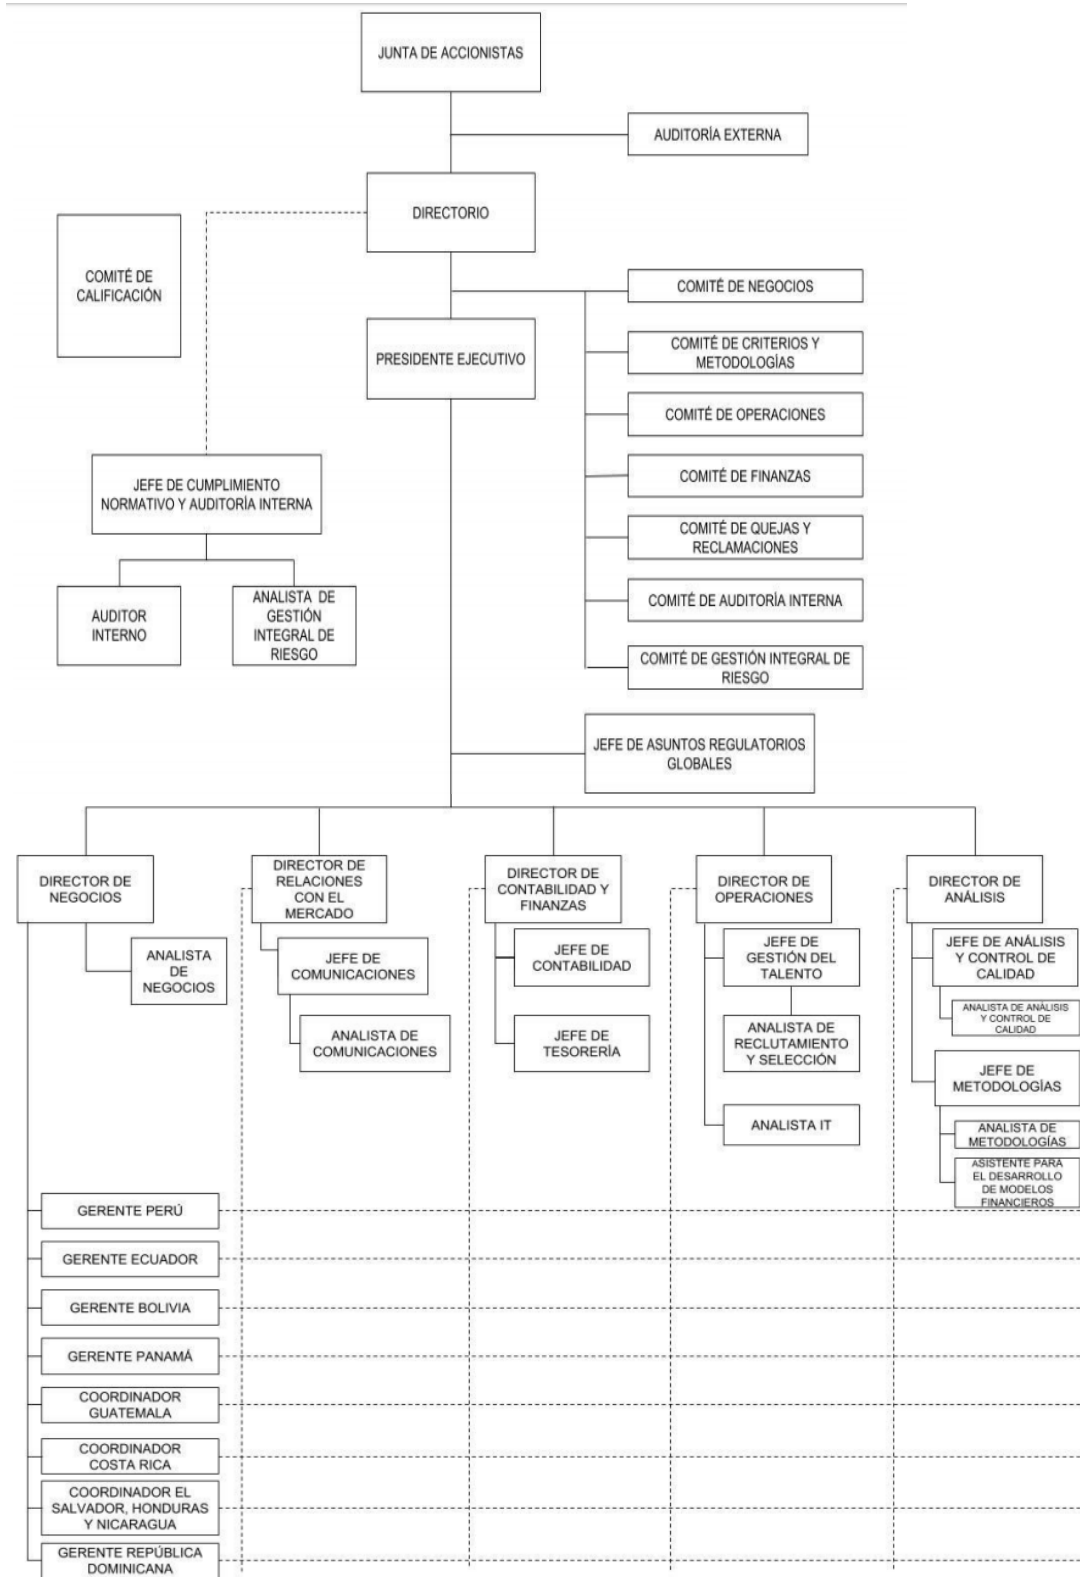 JUNTA DE ACCIONISTAS
AUDITORÍA EXTERNA
DIRECTORIO
COMITÉ DE
CALIFICACIÓN
COMITÉ DE NEGOCIOS
PRESIDENTE EJECUTIVO
COMITÉ DE CRITERIOS Y
METODOLOGÍAS
COMITÉ DE OPERACIONES
COMITÉ DE FINANZAS
JEFE DE CUMPLIMIENTO
NORMATIVO Y AUDITORÍA INTERNA
COMITÉ DE QUEJAS Y
RECLAMACIONES
COMITÉ DE AUDITORÍA INTERNA
AUDITOR
INTERNO
ANALISTA DE
GESTIÓN
INTEGRAL DE
RIESGO
COMITÉ DE GESTIÓN INTEGRAL DE
RIESGO
JEFE DE ASUNTOS REGULATORIOS
GLOBALES
DIRECTOR DE
NEGOCIOS
DIRECTOR DE
RELACIONES
CON EL
MERCADO
DIRECTOR DE
CONTABILIDAD Y
FINANZAS
DIRECTOR DE
OPERACIONES
DIRECTOR DE
ANÁLISIS
ANALISTA
DE
NEGOCIOS
JEFE DE
COMUNICACIONES
ANALISTA DE
COMUNICACIONES
JEFE DE
CONTABILIDAD
JEFE DE
TESORERÍA
JEFE DE
GESTIÓN DEL
TALENTO
ANALISTA DE
RECLUTAMIENTO
Y SELECCIÓN
ANALISTA IT
JEFE DE ANÁLISIS
Y CONTROL DE
CALIDAD
ANALISTA DE ANÁLISIS
Y CONTROL DE
CALIDAD
JEFE DE
METODOLOGÍAS
ANALISTA DE
METODOLOGÍAS
ASISTENTE PARA
EL DESARROLLO
DE MODELOS
FINANCIEROS
GERENTE PERÚ
GERENTE ECUADOR
GERENTE BOLIVIA
GERENTE PANAMÁ
COORDINADOR
GUATEMALA
COORDINADOR
COSTA RICA
COORDINADOR EL
SALVADOR, HONDURAS
Y NICARAGUA
GERENTE REPÚBLICA
DOMINICANA